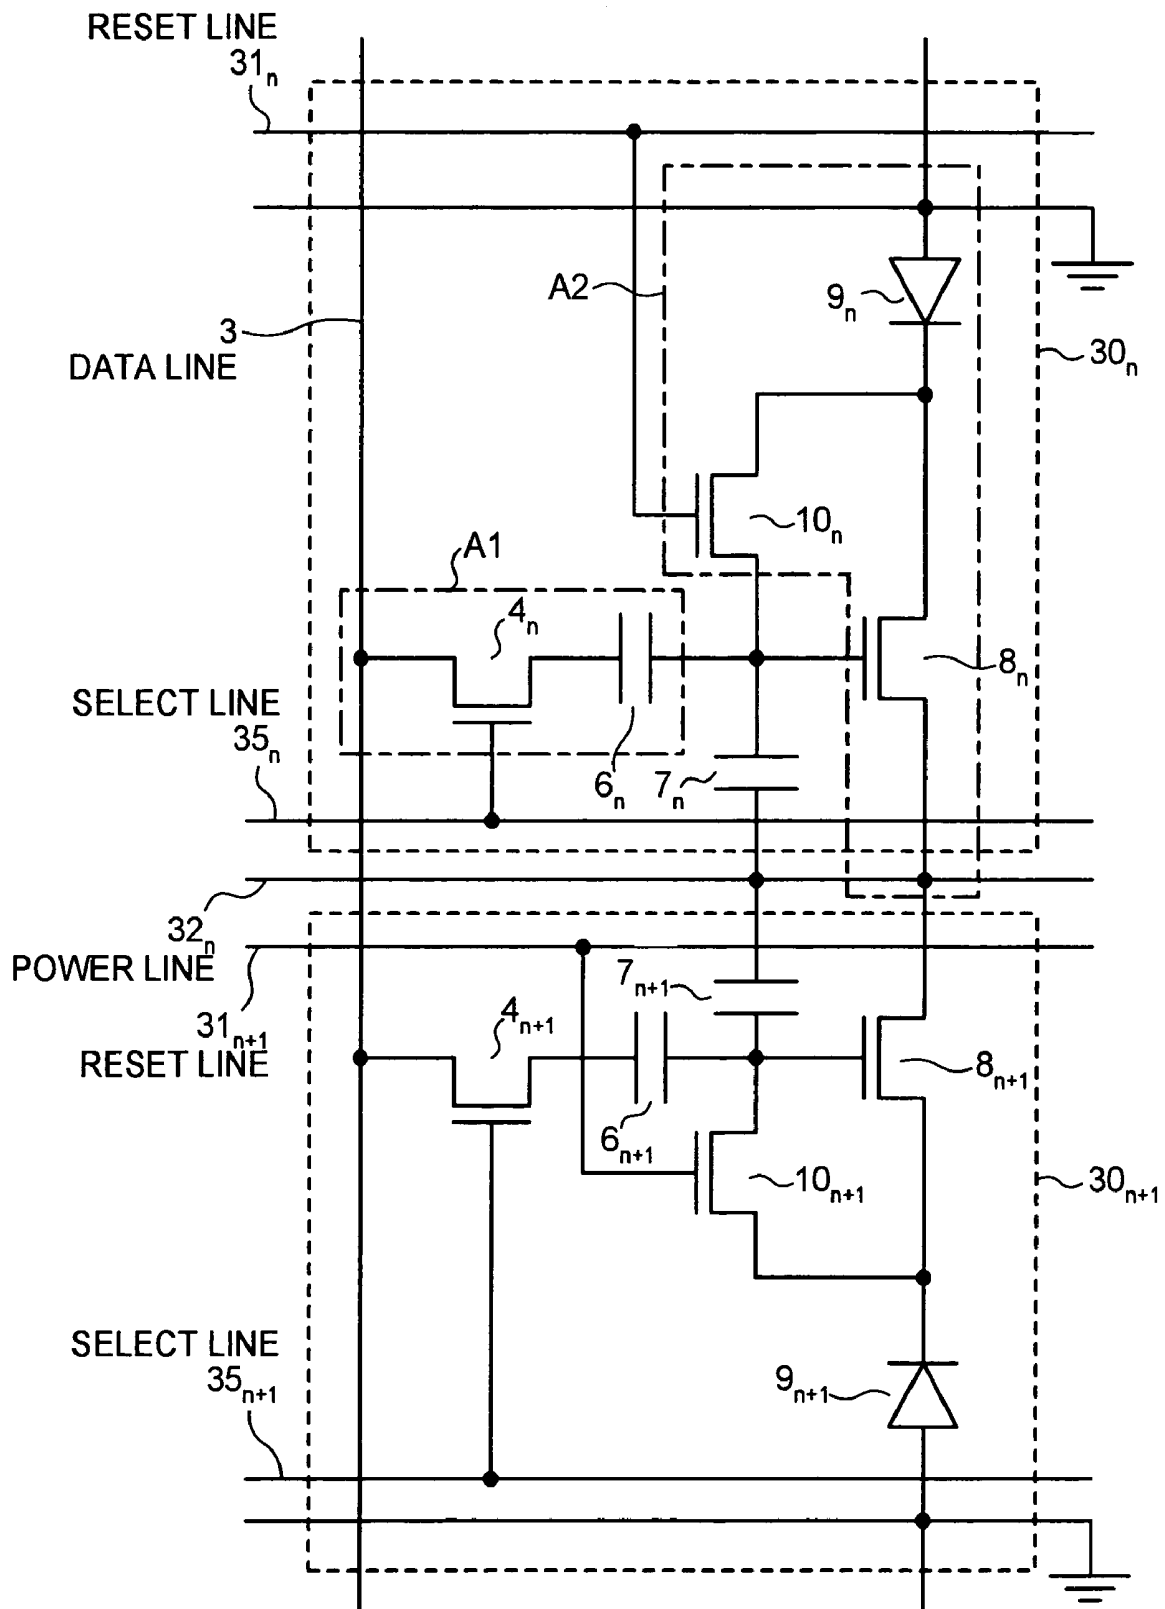 RESET LINE
31n
A2
9n
3
DATA LINE
30n
10n
A1
4n
8n
SELECT LINE
35n
6n
7n
32n
POWER LINE
7n+1
31n+1
RESET LINE
4n+1
8n+1
6n+1
10n+1
30n+1
SELECT LINE
35n+1
9n+1